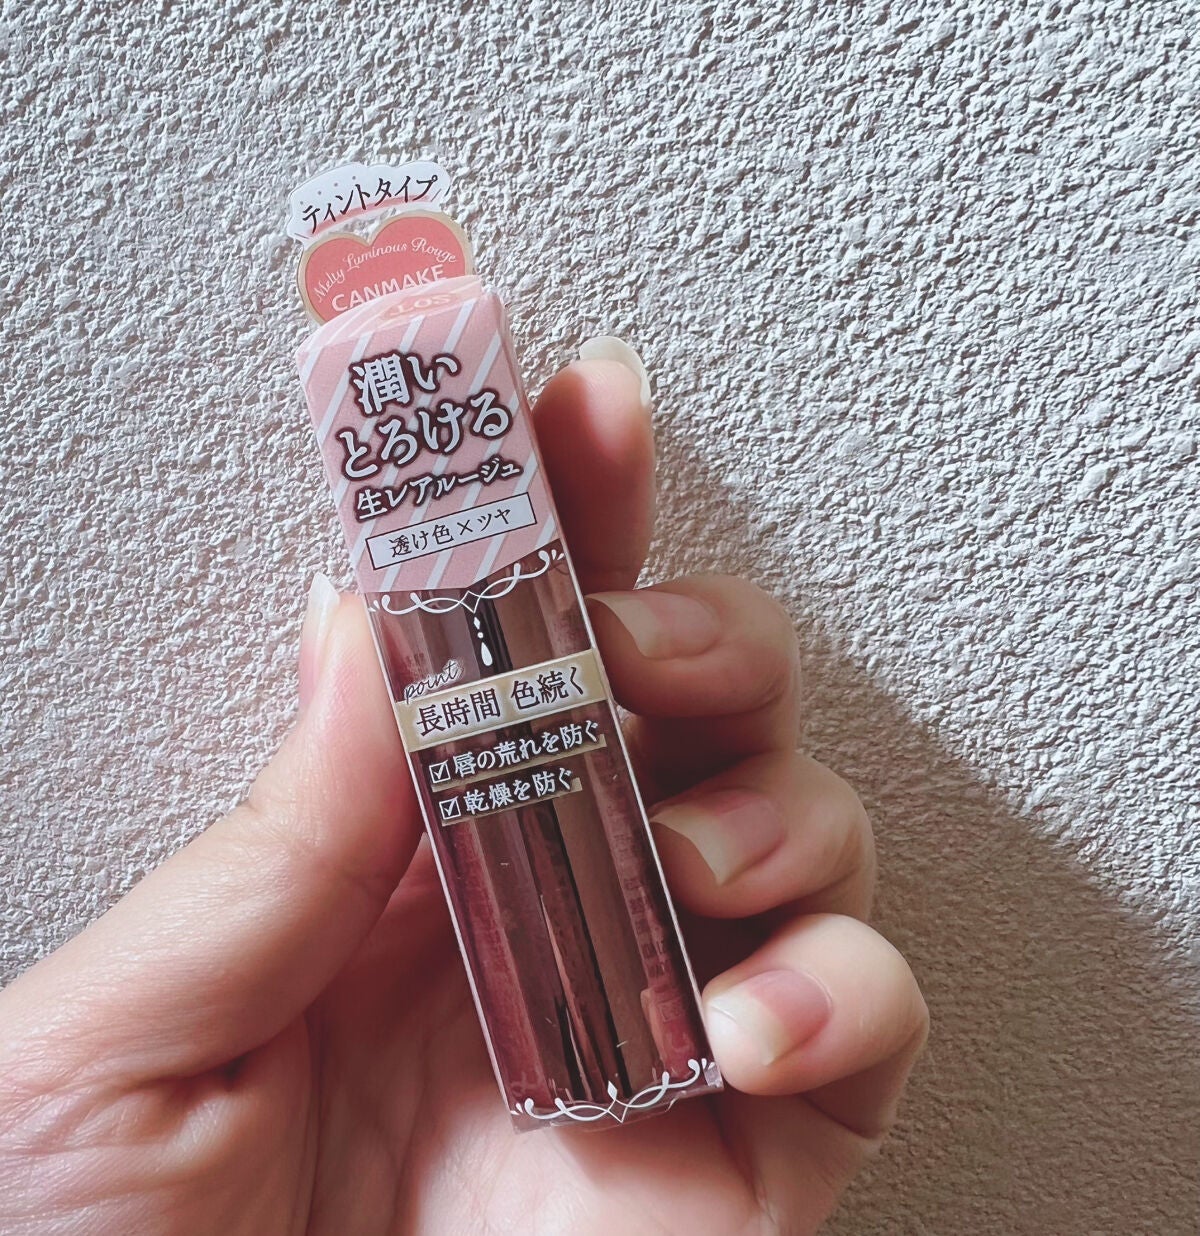 ティントタイプ
Melty Luminous Rouge
CANMAKE
T02
潤い
とろける
生レアルージュ
透け色×ツヤ
point
長時間 色続く
唇の荒れを防ぐ
乾燥を防ぐ